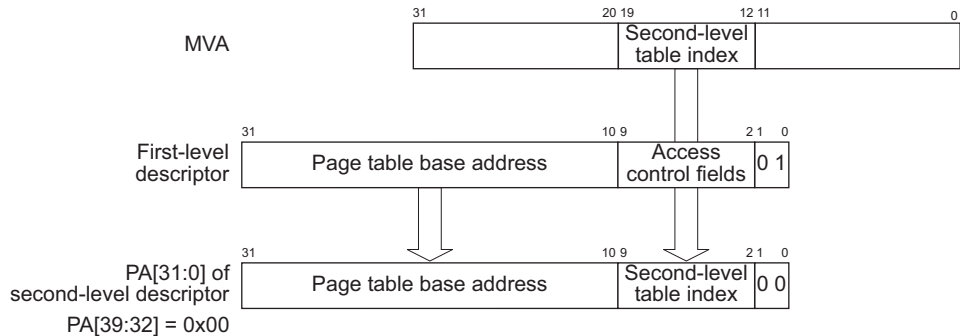 31 20 19 12 11 0
MVA
Second-level
table index
31 10 9 2 1 0
First-level
descriptor
Page table base address
Access
control fields
0 1
31 10 9 2 1 0
PA[31:0] of
second-level descriptor
Page table base address
Second-level
table index
0 0
PA[39:32] = 0x00